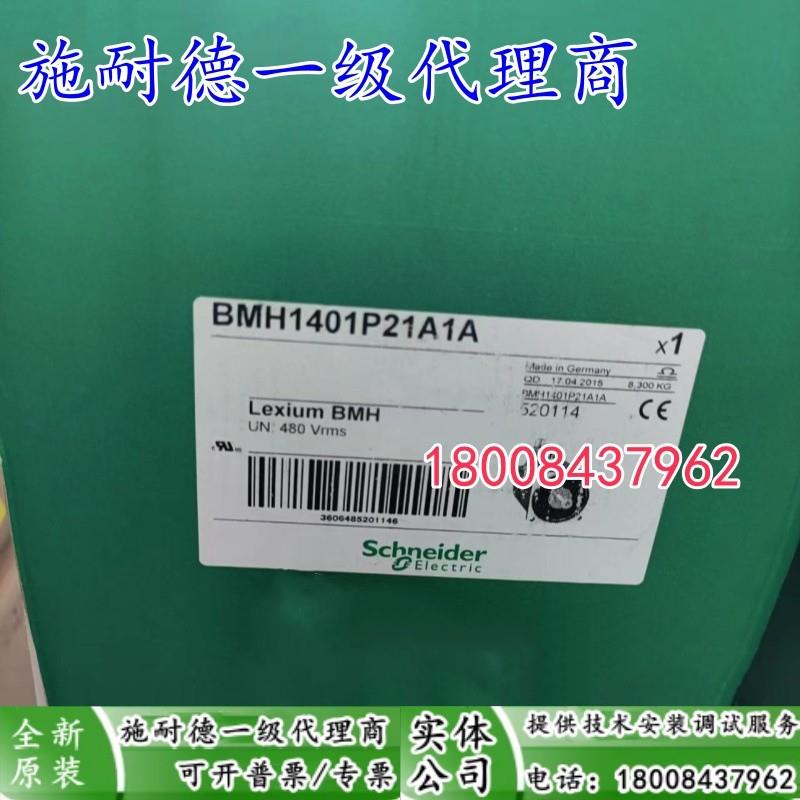 施耐德一级代理商
BMH1401P21A1A
x1
Made in Germany
QD 17.04.2015 8,300 KG
BMH1401P21A1A
520114
CE
Lexium BMH
UN: 480 Vrms
18008437962
3606485201146
Schneider
Electric
全新
原装
施耐德一级代理商
可开普票/专票
实体
公司
提供技术安装调试服务
电话：18008437962